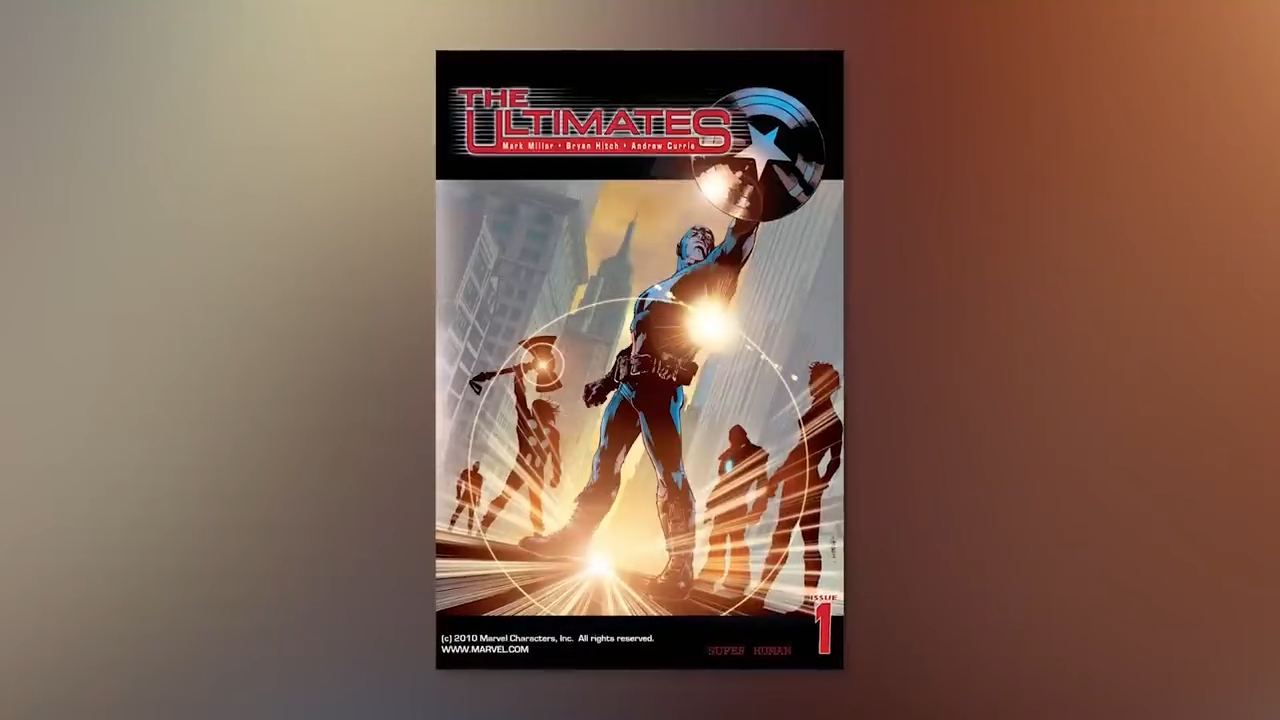 THE
ULTIMATES
Mark Millar • Bryan Hitch • Andrew Currie
ISSUE
1
(c) 2010 Marvel Characters, Inc. All rights reserved.
WWW.MARVEL.COM
SUPER HUMAN